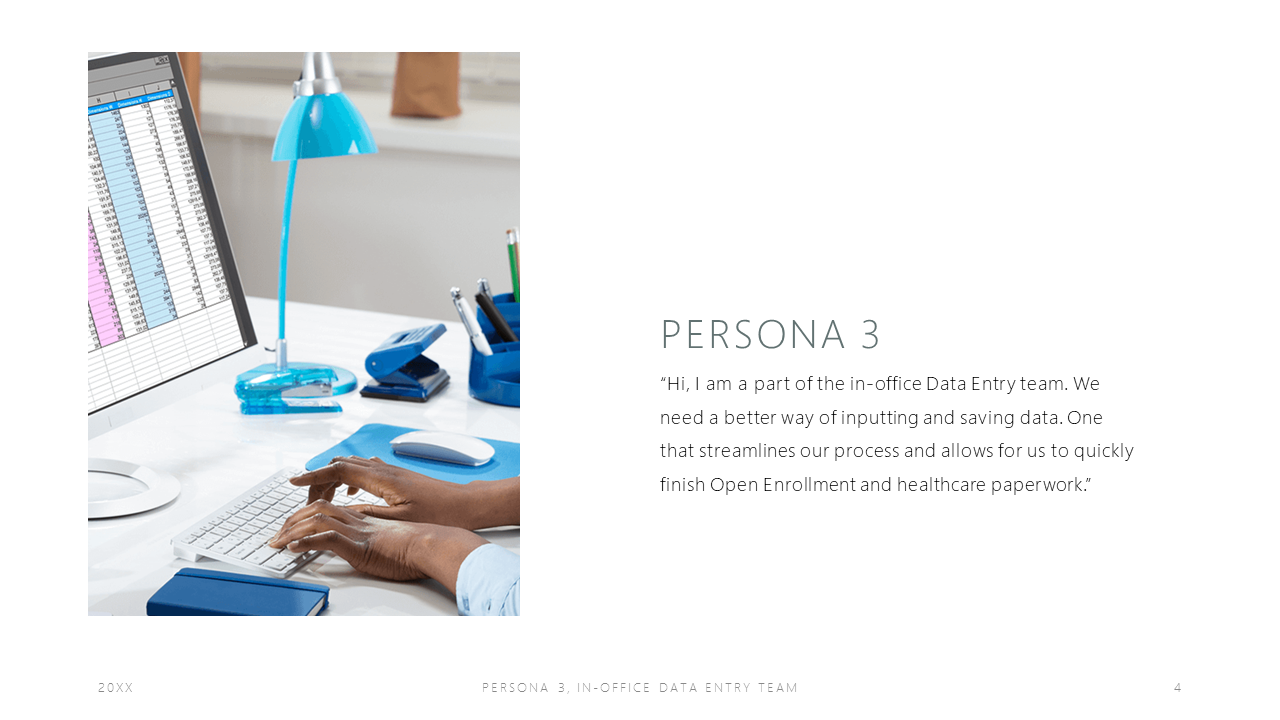 PERSONA 3
“Hi, I am a part of the in-office Data Entry team. We
need a better way of inputting and saving data. One
that streamlines our process and allows for us to quickly
finish Open Enrollment and healthcare paperwork.”
20XX
PERSONA 3, IN-OFFICE DATA ENTRY TEAM
4